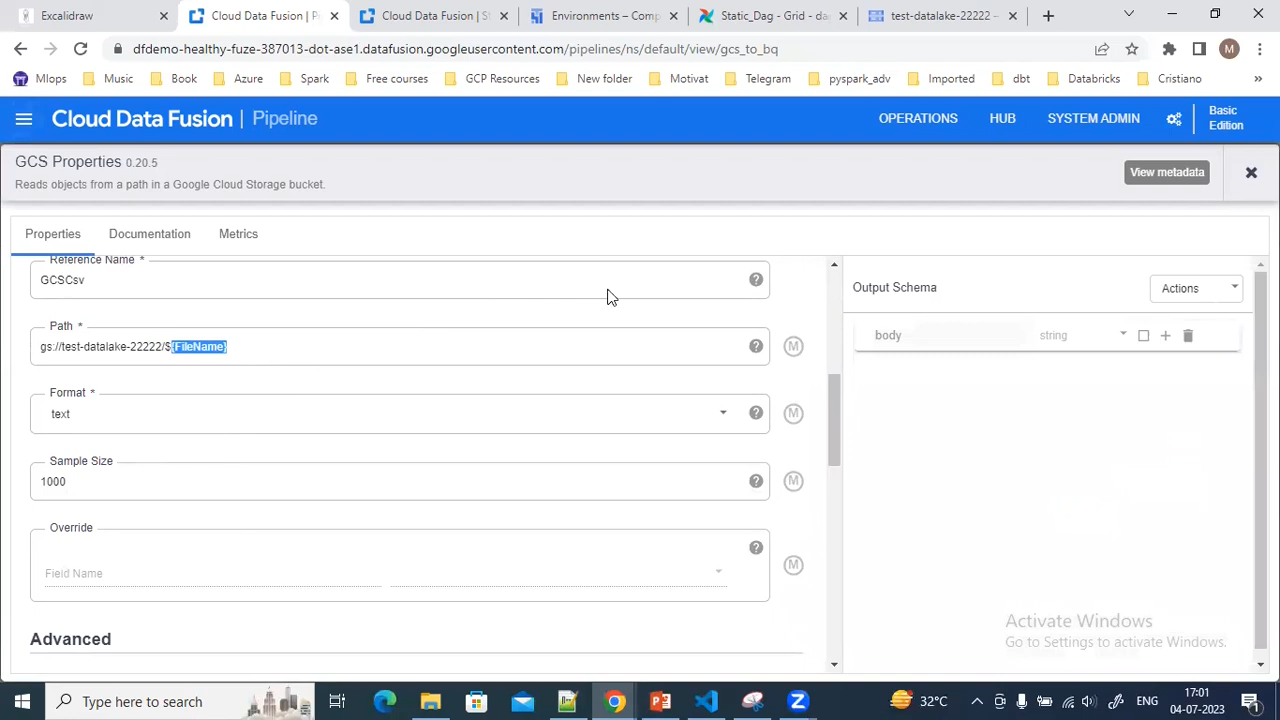 Excalidraw
Cloud Data Fusion | Pi
Cloud Data Fusion | St
Environments – Comp
Static_Dag - Grid - da
test-datalake-22222 –
dfdemo-healthy-fuze-387013-dot-ase1.datafusion.googleusercontent.com/pipelines/ns/default/view/gcs_to_bq
M
Mlops
Music
Book
Azure
Spark
Free courses
GCP Resources
New folder
Motivat
Telegram
pyspark_adv
Imported
dbt
Databricks
Cristiano
»
Cloud Data Fusion | Pipeline
OPERATIONS
HUB
SYSTEM ADMIN
Basic
Edition
GCS Properties 0.20.5
Reads objects from a path in a Google Cloud Storage bucket.
View metadata
Properties
Documentation
Metrics
Reference Name *
GCSCsv
Path *
gs://test-datalake-22222/${FileName}
M
Format *
text
M
Sample Size
1000
M
Override
Field Name
M
Advanced
Output Schema
Actions
body
string
Activate Windows
Go to Settings to activate Windows.
Type here to search
32°C
ENG
17:01
04-07-2023